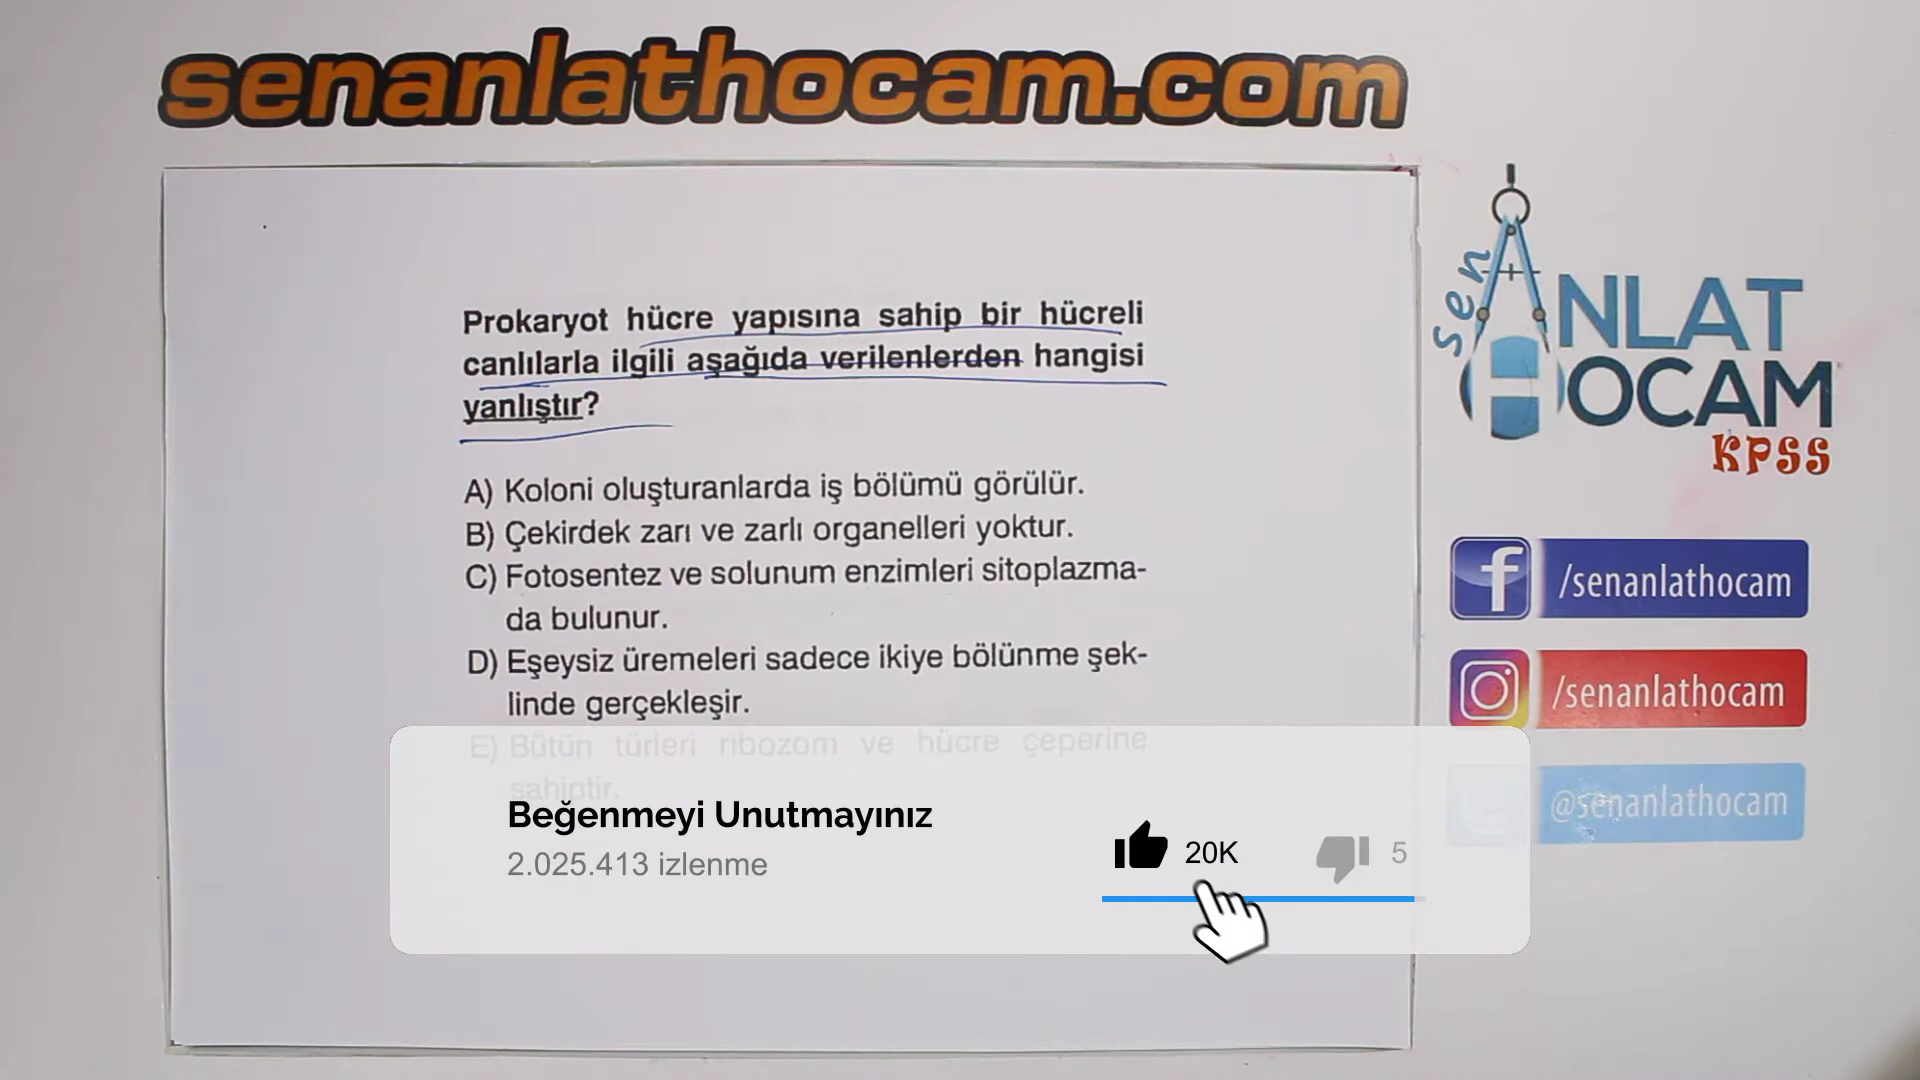 senanlathocam.com
Prokaryot hücre yapısına sahip bir hücreli
canlılarla ilgili aşağıda verilenlerden hangisi
yanlıştır?
A) Koloni oluşturanlarda iş bölümü görülür.
B) Çekirdek zarı ve zarlı organelleri yoktur.
C) Fotosentez ve solunum enzimleri sitoplazma-
da bulunur.
D) Eşeysiz üremeleri sadece ikiye bölünme şek-
linde gerçekleşir.
E) Bütün türleri ribozom ve hücre çeperine
sahiptir.
Beğenmeyi Unutmayınız
2.025.413 izlenme
20K
5
sen
ANLAT
HOCAM
KPSS
/senanlathocam
/senanlathocam
@senanlathocam